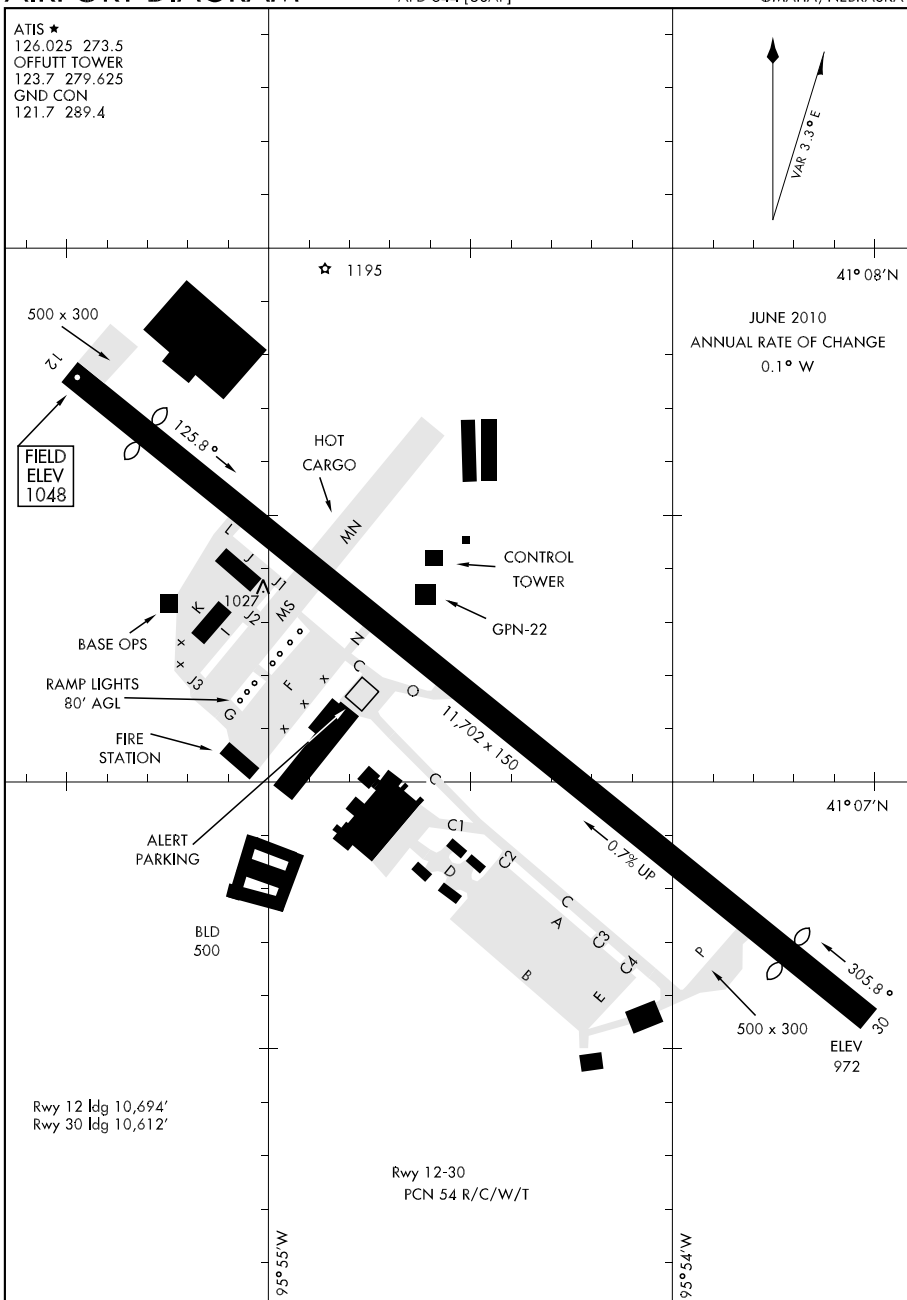 AIRPORT DIAGRAM
ATIS ★
126.025 273.5
OFFUTT TOWER
123.7 279.625
GND CON
121.7 289.4
VAR 3.3° E
1195
41° 08'N
JUNE 2010
ANNUAL RATE OF CHANGE
0.1° W
500 x 300
12
125.8°
FIELD
ELEV
1048
HOT
CARGO
MN
L
J
J1
1027
J2
MS
K
I
BASE OPS
x
x
J3
RAMP LIGHTS
80' AGL
G
F
x
x
x
FIRE
STATION
N
C
O
CONTROL
TOWER
GPN-22
11,702 x 150
C
41° 07'N
ALERT
PARKING
C1
C2
D
0.7% UP
BLD
500
C
A
C3
C4
B
E
P
305.8°
500 x 300
30
ELEV
972
Rwy 12 ldg 10,694'
Rwy 30 ldg 10,612'
Rwy 12-30
PCN 54 R/C/W/T
95° 55'W
95° 54'W